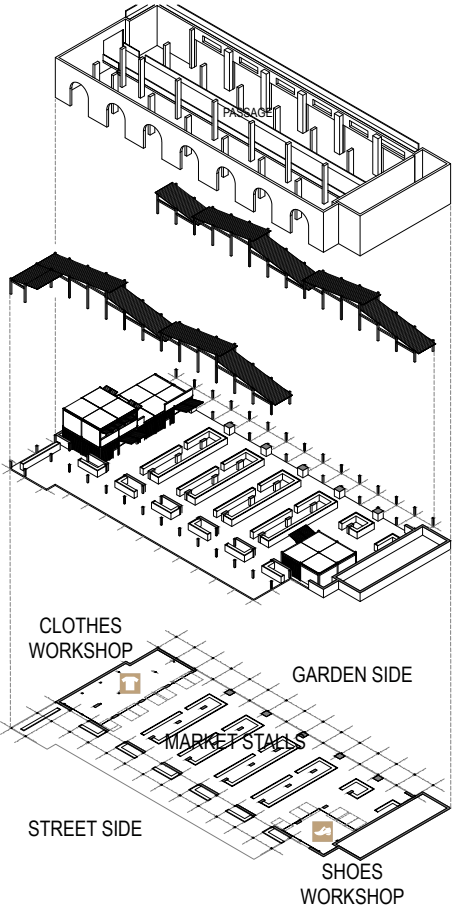 PASSAGE
CLOTHES
WORKSHOP
GARDEN SIDE
MARKET STALLS
STREET SIDE
SHOES
WORKSHOP